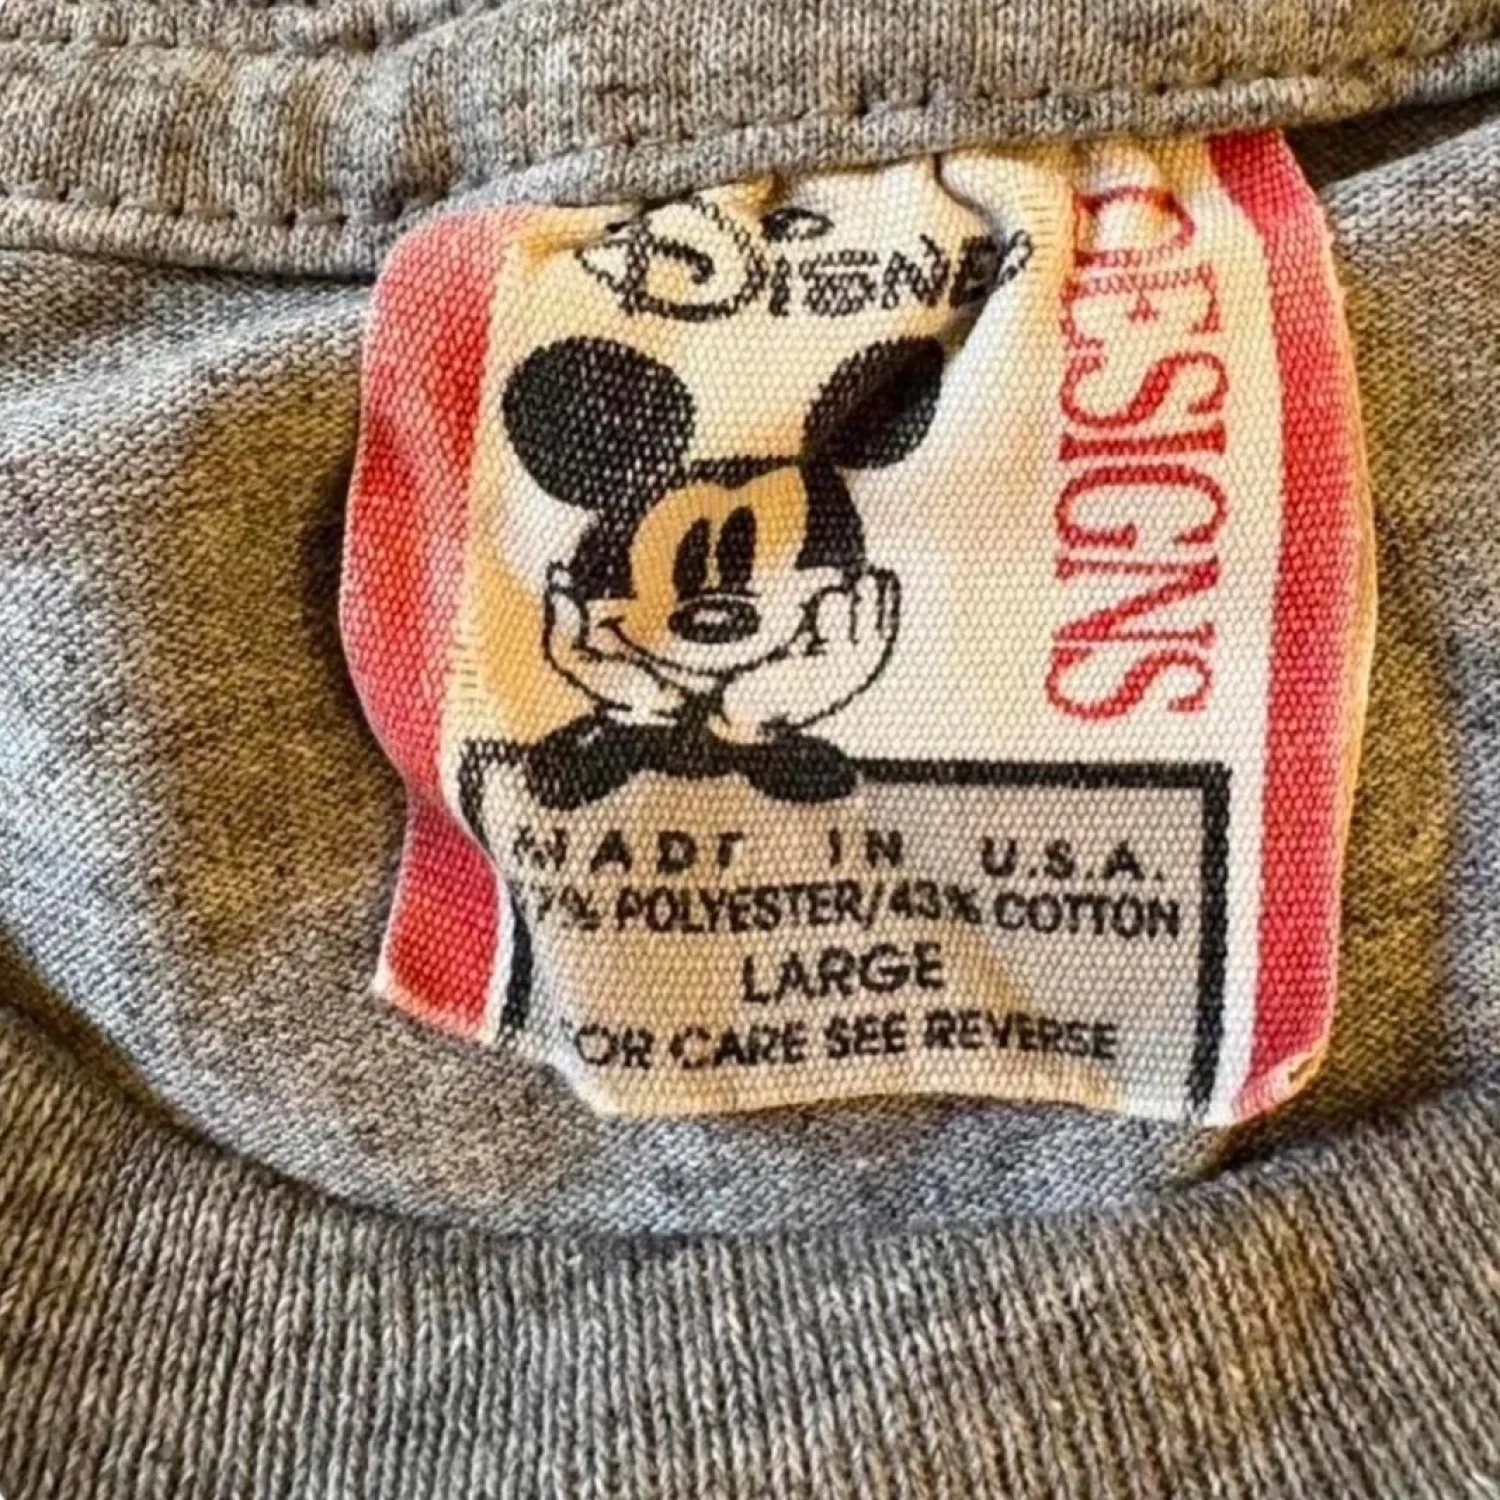 DISNEY
DESIGNS
MADE IN U.S.A.
% POLYESTER/43% COTTON
LARGE
FOR CARE SEE REVERSE